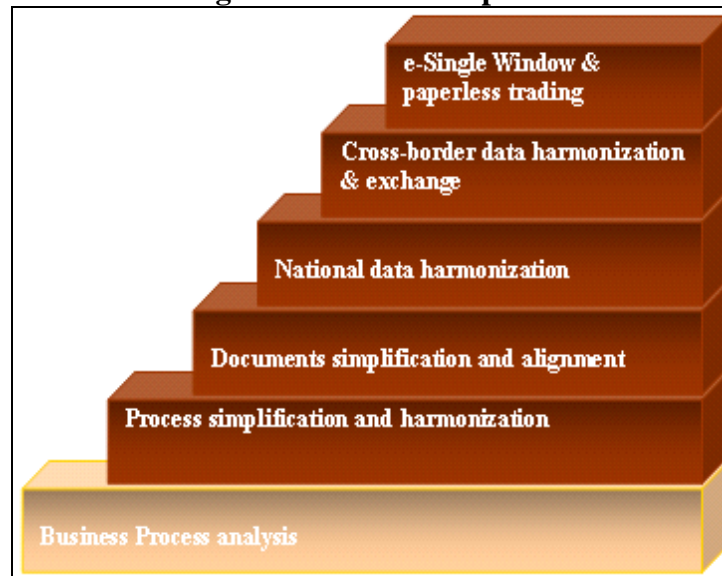 e-Single Window &
paperless trading
Cross-border data harmonization
& exchange
National data harmonization
Documents simplification and alignment
Process simplification and harmonization
Business Process analysis